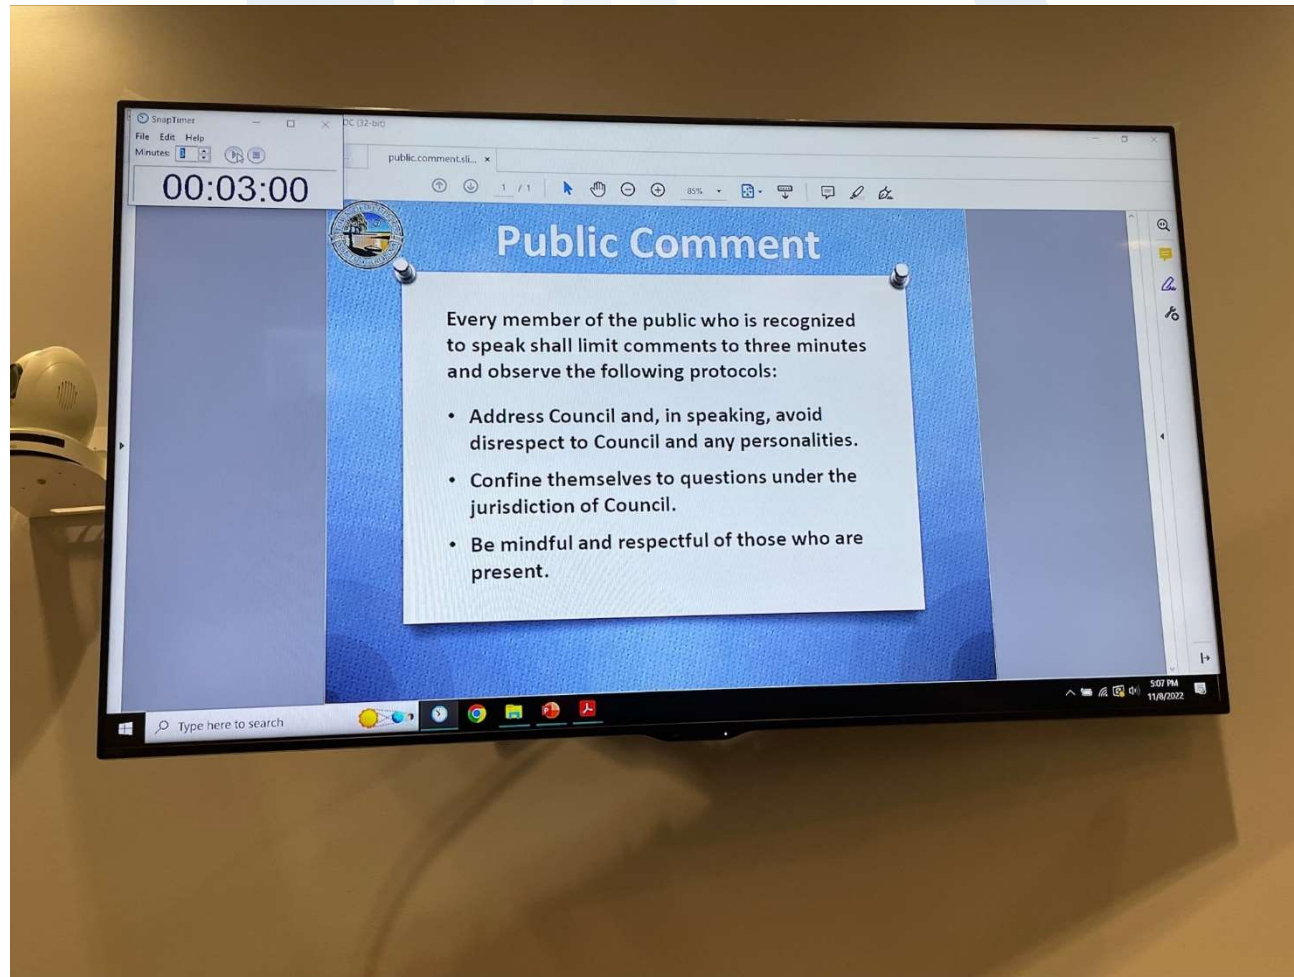 SnapTimer
DC (32-bit)
File Edit Help
Minutes: 3
public.comment.sli... ×
00:03:00
1 / 1
85%
Public Comment
Every member of the public who is recognized
to speak shall limit comments to three minutes
and observe the following protocols:
• Address Council and, in speaking, avoid
disrespect to Council and any personalities.
• Confine themselves to questions under the
jurisdiction of Council.
• Be mindful and respectful of those who are
present.
Type here to search
5:07 PM
11/8/2022